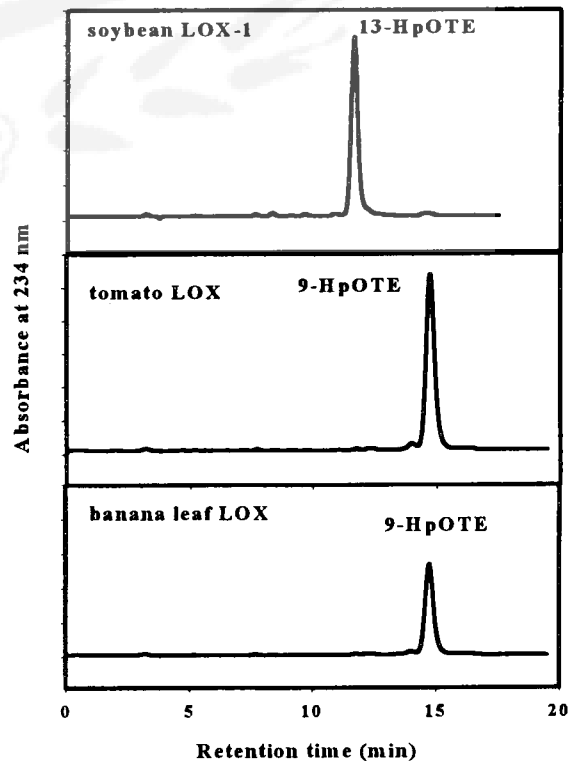 soybean LOX-1 13-HpOTE
tomato LOX 9-HpOTE
banana leaf LOX 9-HpOTE
Absorbance at 234 nm
0 5 10 15 20
Retention time (min)